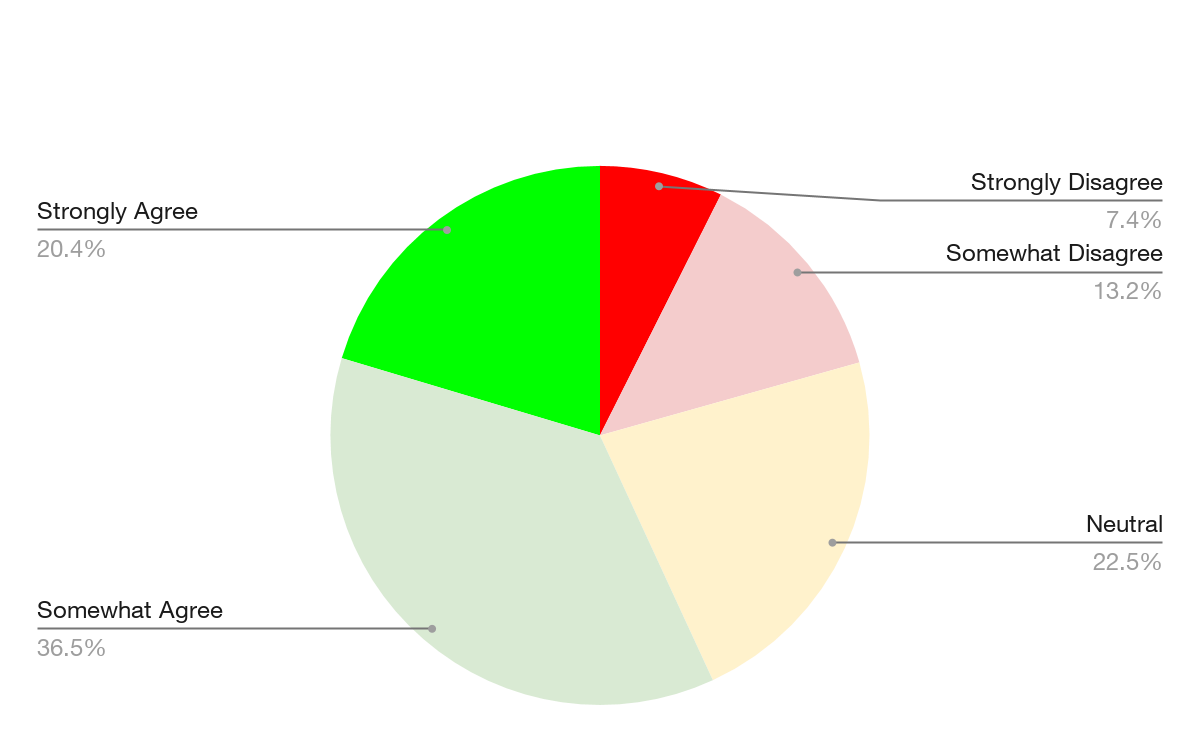 Strongly Disagree
7.4%
Somewhat Disagree
13.2%
Neutral
22.5%
Somewhat Agree
36.5%
Strongly Agree
20.4%